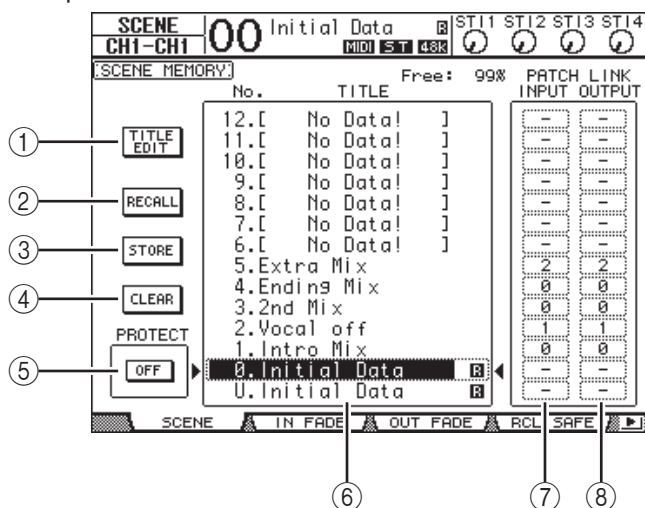 SCENE
CH1-CH1
00 Initial Data R
MIDI ST 48k
STI1 STI2 STI3 STI4
SCENE MEMORY
Free: 99%
PATCH LINK
No. TITLE INPUT OUTPUT
12.[ No Data! ] - -
11.[ No Data! ] - -
10.[ No Data! ] - -
9.[ No Data! ] - -
8.[ No Data! ] - -
7.[ No Data! ] - -
6.[ No Data! ] - -
5.Extra Mix 2 2
4.Ending Mix 0 0
3.2nd Mix 0 0
2.Vocal off 1 1
1.Intro Mix 0 0
0.Initial Data R - -
U.Initial Data R - -
1 TITLE EDIT
2 RECALL
3 STORE
4 CLEAR
PROTECT
5 OFF
SCENE IN FADE OUT FADE RCL SAFE
6 7 8